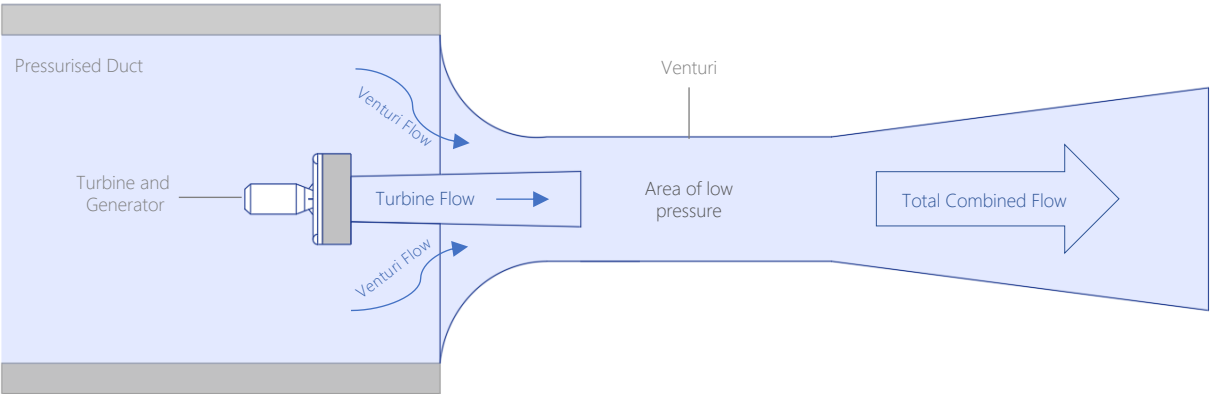 Pressurised Duct
Venturi
Venturi Flow
Turbine and
Generator
Turbine Flow
Area of low
pressure
Total Combined Flow
Venturi Flow